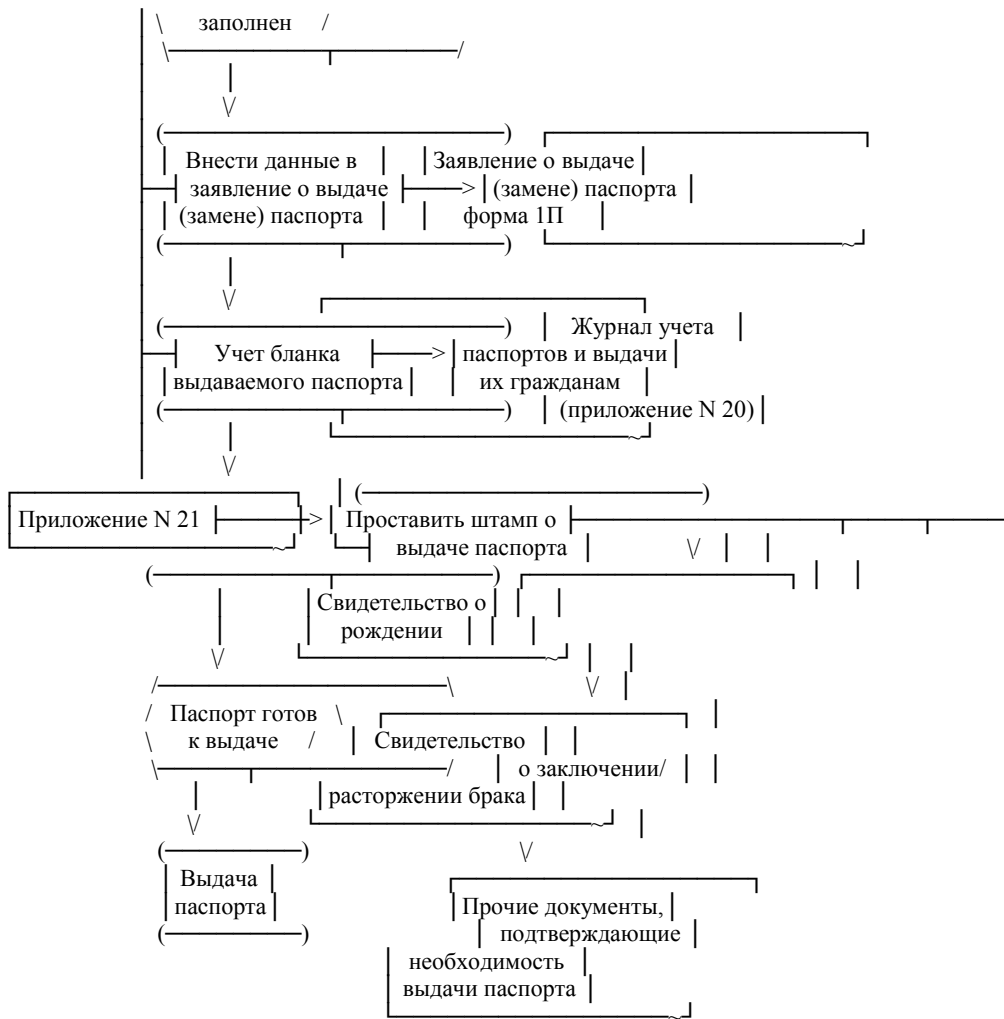 заполнен
Внести данные в
заявление о выдаче
(замене) паспорта
Заявление о выдаче
(замене) паспорта
форма 1П
Учет бланка
выдаваемого паспорта
Журнал учета
паспортов и выдачи
их гражданам
(приложение N 20)
Приложение N 21
Проставить штамп о
выдаче паспорта
Свидетельство о
рождении
Паспорт готов
к выдаче
Свидетельство
о заключении/
расторжении брака
Выдача
паспорта
Прочие документы,
подтверждающие
необходимость
выдачи паспорта